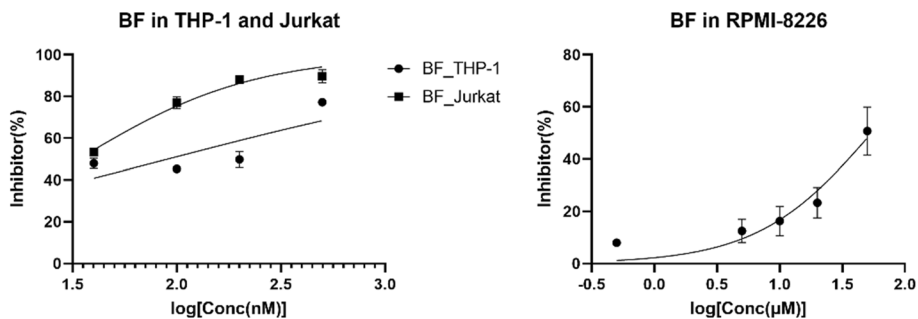 BF in THP-1 and Jurkat
100
80
60
40
20
0
Inhibitor(%)
1.5 2.0 2.5 3.0
log[Conc(nM)]
BF_THP-1
BF_Jurkat
BF in RPMI-8226
80
60
40
20
0
Inhibitor(%)
-0.5 0.0 0.5 1.0 1.5 2.0
log[Conc(μM)]